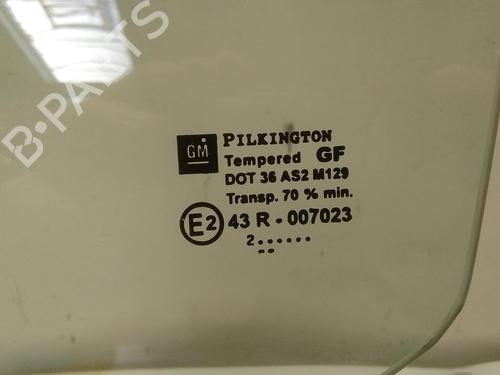 B-PARTS
GM PILKINGTON
Tempered GF
DOT 36 AS2 M129
Transp. 70 % min.
E2 43 R - 007023
2......
--